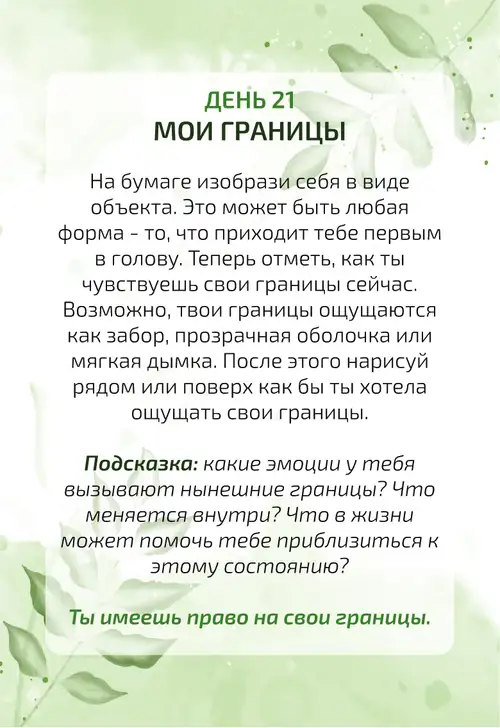 ДЕНЬ 21
МОИ ГРАНИЦЫ
На бумаге изобрази себя в виде
объекта. Это может быть любая
форма - то, что приходит тебе первым
в голову. Теперь отметь, как ты
чувствуешь свои границы сейчас.
Возможно, твои границы ощущаются
как забор, прозрачная оболочка или
мягкая дымка. После этого нарисуй
рядом или поверх как бы ты хотела
ощущать свои границы.
Подсказка: какие эмоции у тебя
вызывают нынешние границы? Что
меняется внутри? Что в жизни
может помочь тебе приблизиться к
этому состоянию?
Ты имеешь право на свои границы.